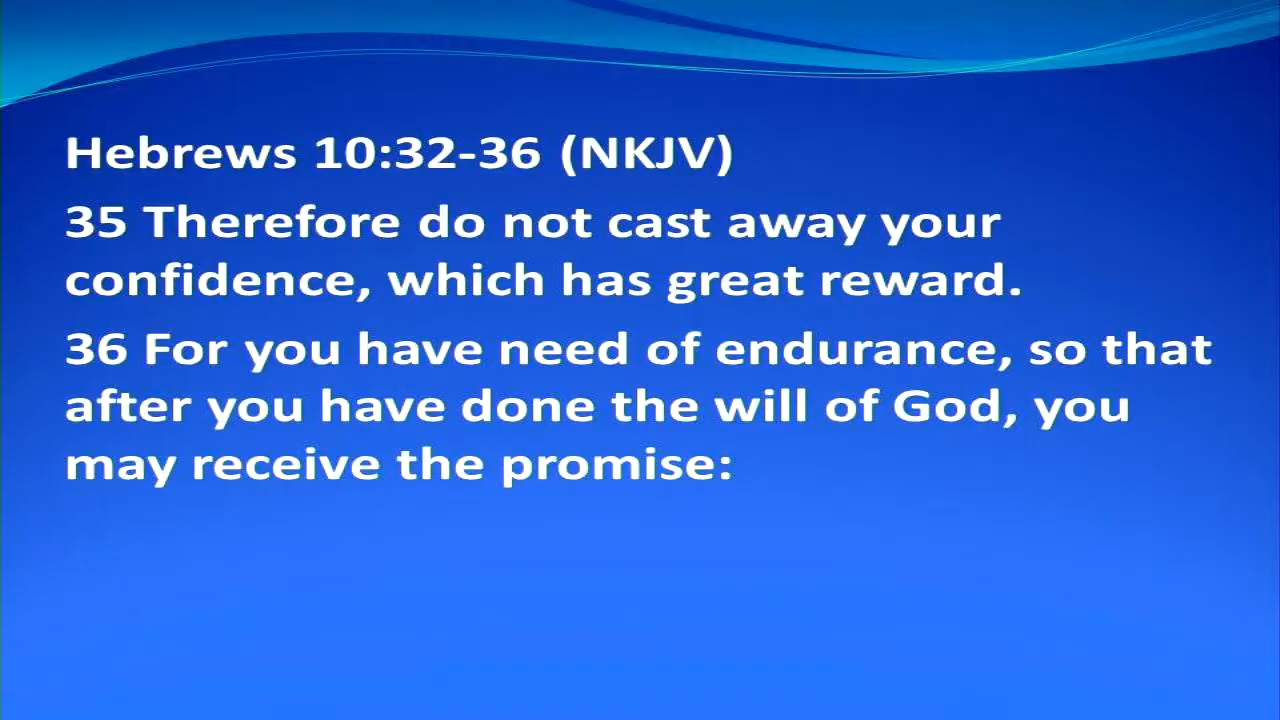 Hebrews 10:32-36 (NKJV)
35 Therefore do not cast away your
confidence, which has great reward.
36 For you have need of endurance, so that
after you have done the will of God, you
may receive the promise: